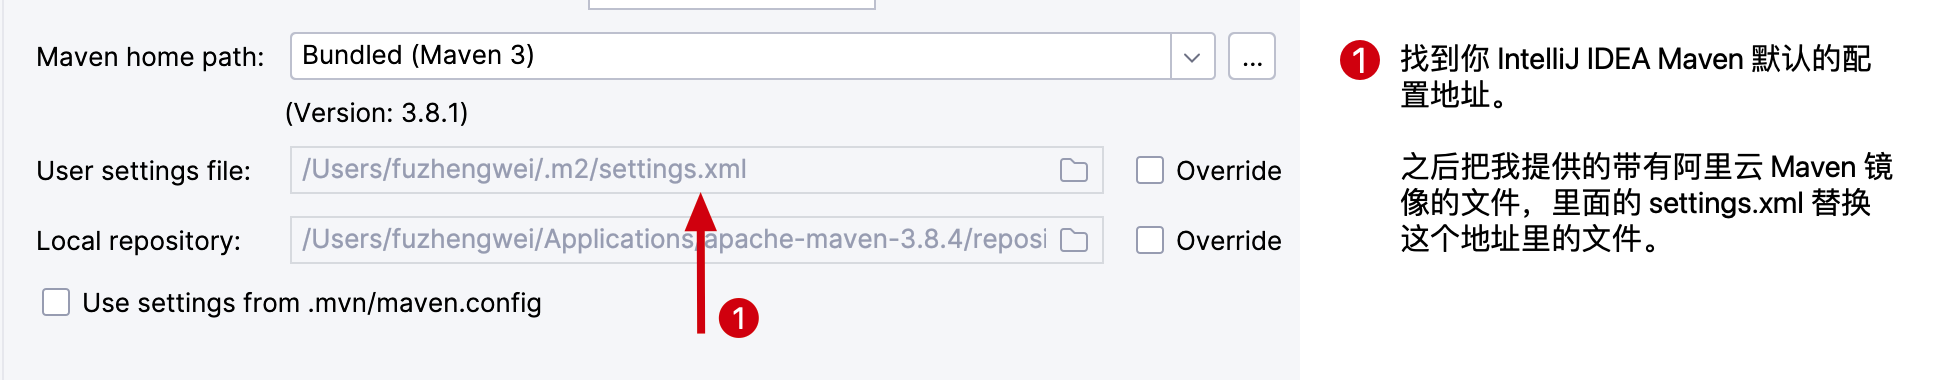 Maven home path:
Bundled (Maven 3)
...
(Version: 3.8.1)
User settings file:
/Users/fuzhengwei/.m2/settings.xml
Override
Local repository:
/Users/fuzhengwei/Applications/apache-maven-3.8.4/reposi
Override
Use settings from .mvn/maven.config
1
1
找到你 IntelliJ IDEA Maven 默认的配
置地址。
之后把我提供的带有阿里云 Maven 镜
像的文件，里面的 settings.xml 替换
这个地址里的文件。